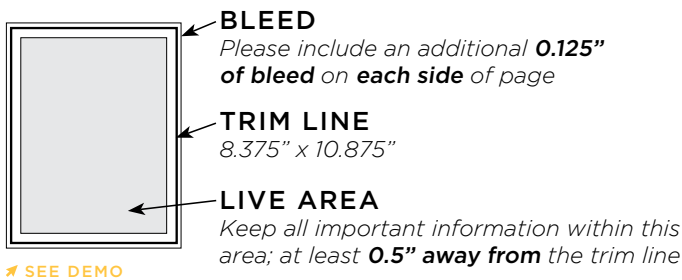 BLEED
Please include an additional 0.125”
of bleed on each side of page
TRIM LINE
8.375” x 10.875”
LIVE AREA
Keep all important information within this
area; at least 0.5” away from the trim line
SEE DEMO